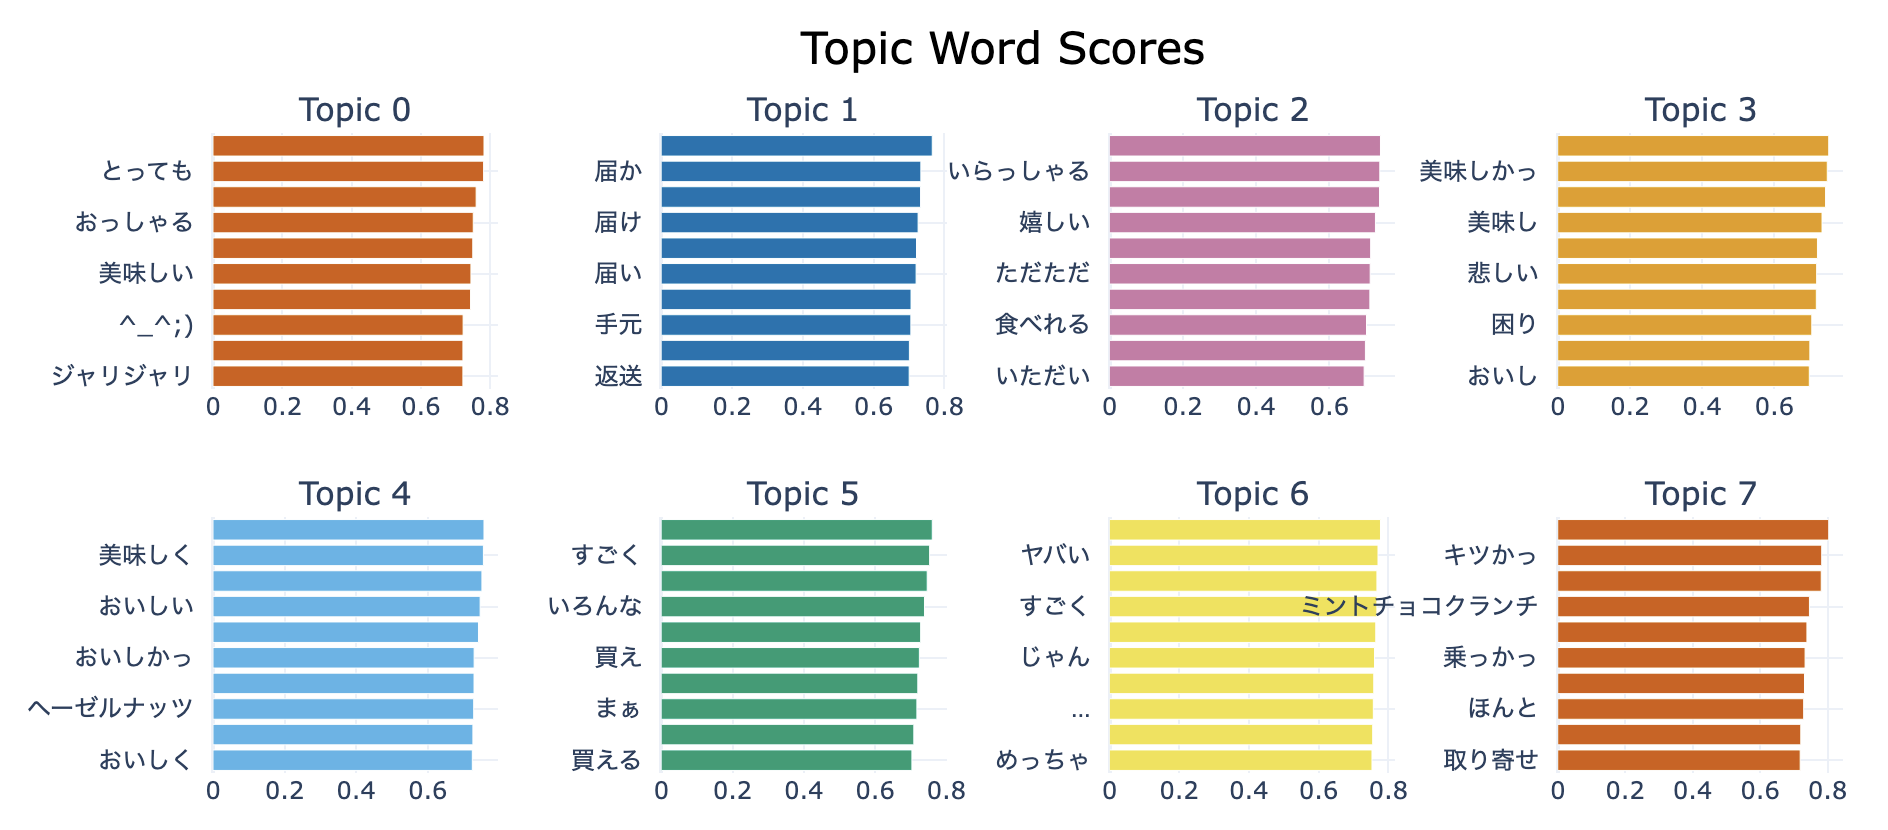 Topic Word Scores
Topic 0
とっても
おっしゃる
美味しい
^_^;)
ジャリジャリ
0 0.2 0.4 0.6 0.8
Topic 1
届か
届け
届い
手元
返送
0 0.2 0.4 0.6 0.8
Topic 2
いらっしゃる
嬉しい
ただただ
食べれる
いただい
0 0.2 0.4 0.6
Topic 3
美味しかっ
美味し
悲しい
困り
おいし
0 0.2 0.4 0.6
Topic 4
美味しく
おいしい
おいしかっ
ヘーゼルナッツ
おいしく
0 0.2 0.4 0.6
Topic 5
すごく
いろんな
買え
まぁ
買える
0 0.2 0.4 0.6 0.8
Topic 6
ヤバい
すごく
じゃん
...
めっちゃ
0 0.2 0.4 0.6 0.8
Topic 7
キツかっ
ミントチョコクランチ
乗っかっ
ほんと
取り寄せ
0 0.2 0.4 0.6 0.8